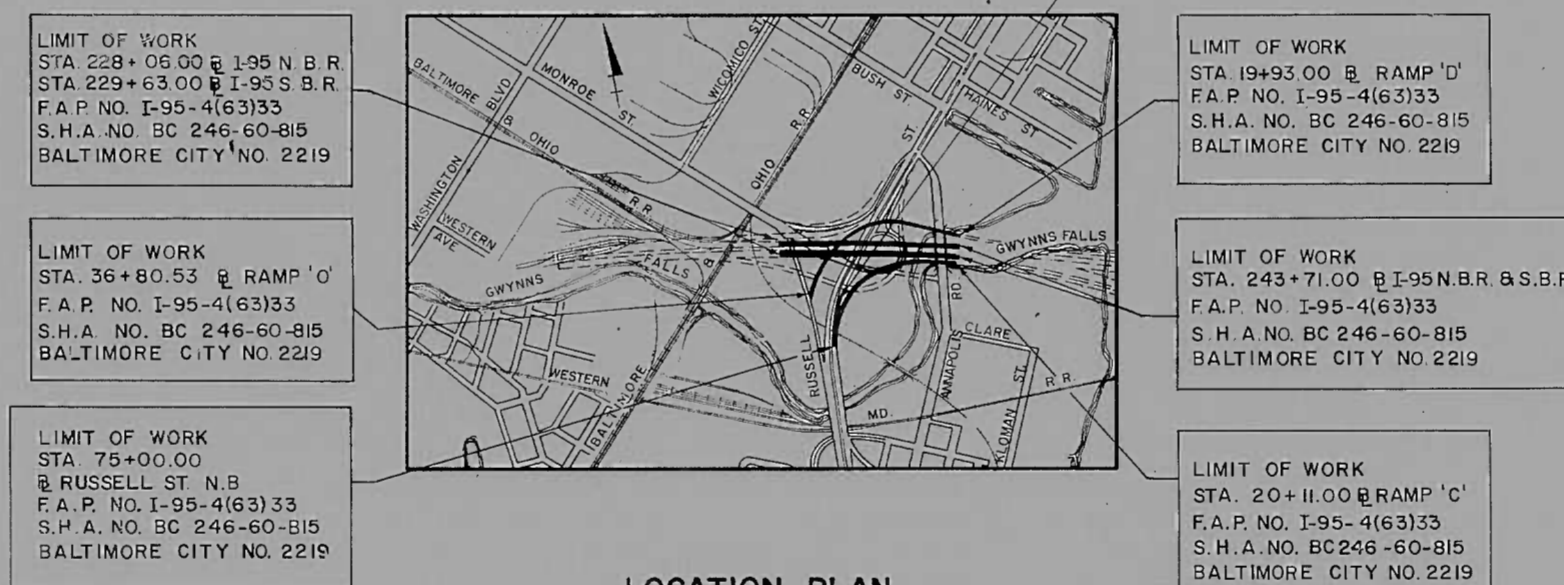 LIMIT OF WORK
STA. 228+06.00 ℄ I-95 N.B.R.
STA. 229+63.00 ℄ I-95 S.B.R.
F.A.P. NO. I-95-4(63)33
S.H.A. NO. BC 246-60-815
BALTIMORE CITY NO. 2219
LIMIT OF WORK
STA. 36+80.53 ℄ RAMP 'O'
F.A.P. NO. I-95-4(63)33
S.H.A. NO. BC 246-60-815
BALTIMORE CITY NO. 2219
LIMIT OF WORK
STA. 75+00.00
℄ RUSSELL ST. N.B
F.A.P. NO. I-95-4(63)33
S.H.A. NO. BC 246-60-815
BALTIMORE CITY NO. 2219
BALTIMORE & OHIO R.R.
WASHINGTON BLVD
MONROE ST.
WICOMICO ST.
BUSH ST.
HAINES ST
BALTIMORE & OHIO R.R.
WESTERN AVE
GWYNNS FALLS
GWYNNS FALLS
RUSSELL ST.
ANNAPOLIS RD.
CLARE
KLOMAN ST.
WESTERN MD. R.R.
LIMIT OF WORK
STA. 19+93.00 ℄ RAMP 'D'
F.A.P. NO. I-95-4(63)33
S.H.A. NO. BC 246-60-815
BALTIMORE CITY NO. 2219
LIMIT OF WORK
STA. 243+71.00 ℄ I-95 N.B.R. & S.B.R
F.A.P. NO. I-95-4(63)33
S.H.A. NO. BC 246-60-815
BALTIMORE CITY NO. 2219
LIMIT OF WORK
STA. 20+11.00 ℄ RAMP 'C'
F.A.P. NO. I-95-4(63)33
S.H.A. NO. BC 246-60-815
BALTIMORE CITY NO. 2219
LOCATION PLAN